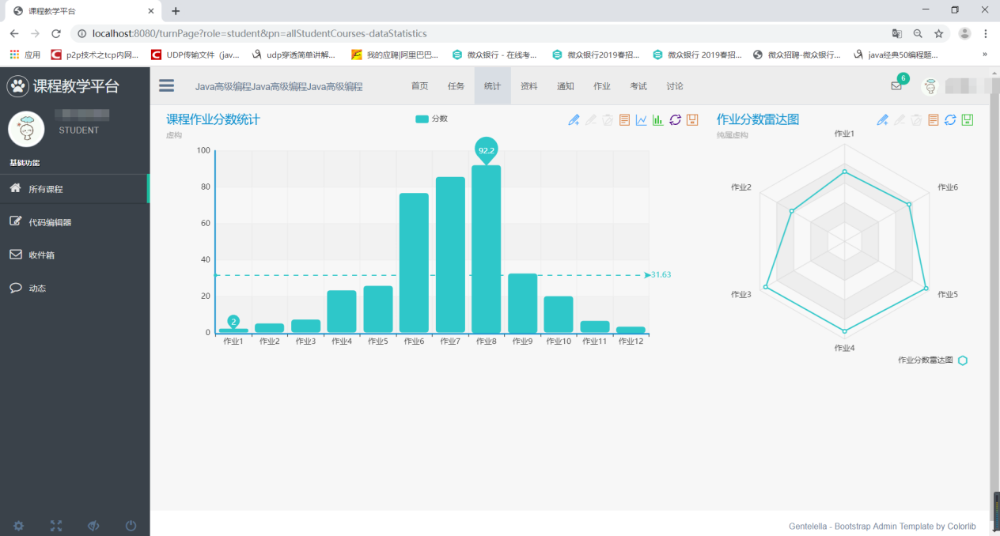 课程教学平台
localhost:8080/turnPage?role=student&pn=allStudentCourses-dataStatistics
应用 p2p技术之tcp内网... UDP传输文件（jav... udp穿透简单讲解... 我的应聘|阿里巴巴... 微众银行 - 在线考... 微众银行2019春招... 微众银行 2019春招... 微众招聘-微众银行... java经典50编程题... »
课程教学平台
STUDENT
基础功能
所有课程
代码编辑器
收件箱
动态
Java高级编程Java高级编程Java高级编程 首页 任务 统计 资料 通知 作业 考试 讨论 6
课程作业分数统计
虚构
分数
100
80
60
40
20
0
92.2
2
31.63
作业1 作业2 作业3 作业4 作业5 作业6 作业7 作业8 作业9 作业10 作业11 作业12
作业分数雷达图
纯属虚构
作业1
作业2 作业6
作业3 作业5
作业4
作业分数雷达图
Gentelella - Bootstrap Admin Template by Colorlib